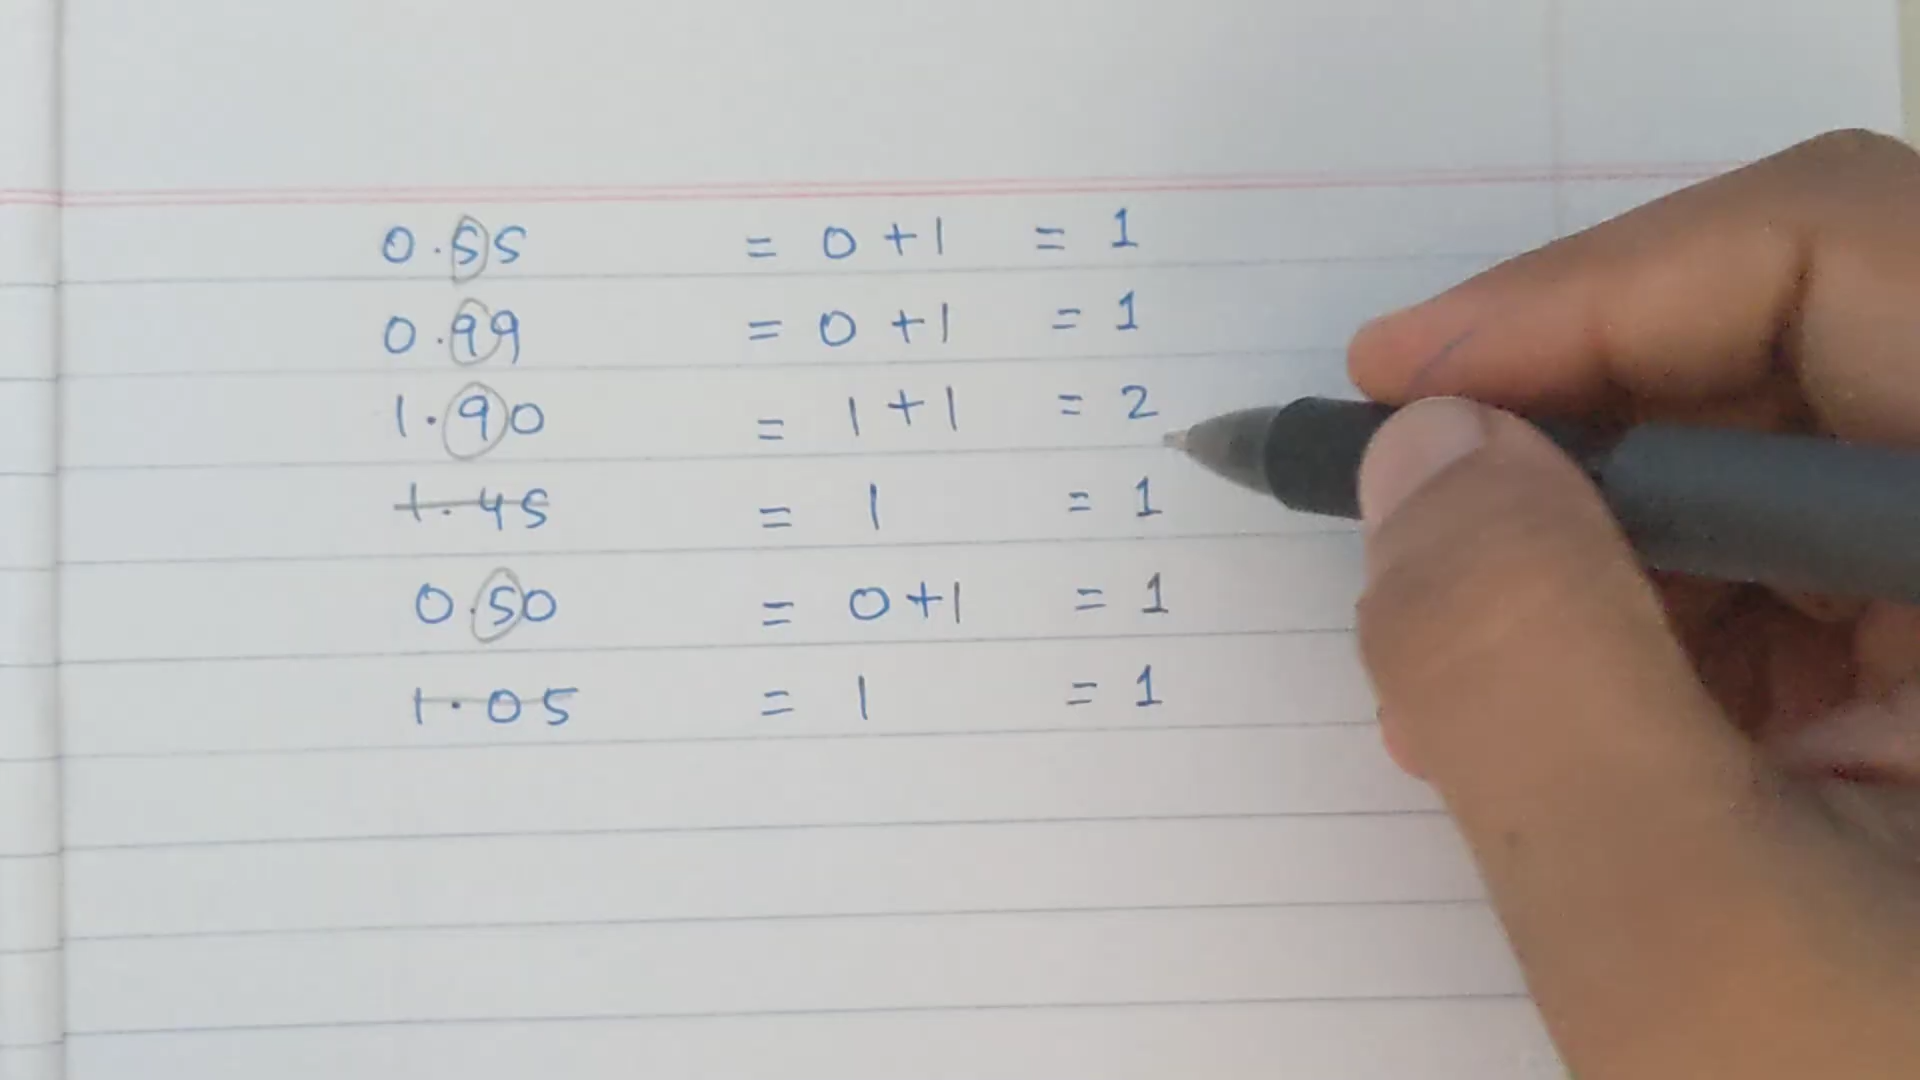 0.55 = 0+1 = 1
0.99 = 0+1 = 1
1.90 = 1+1 = 2
1.45 = 1 = 1
0.50 = 0+1 = 1
1.05 = 1 = 1